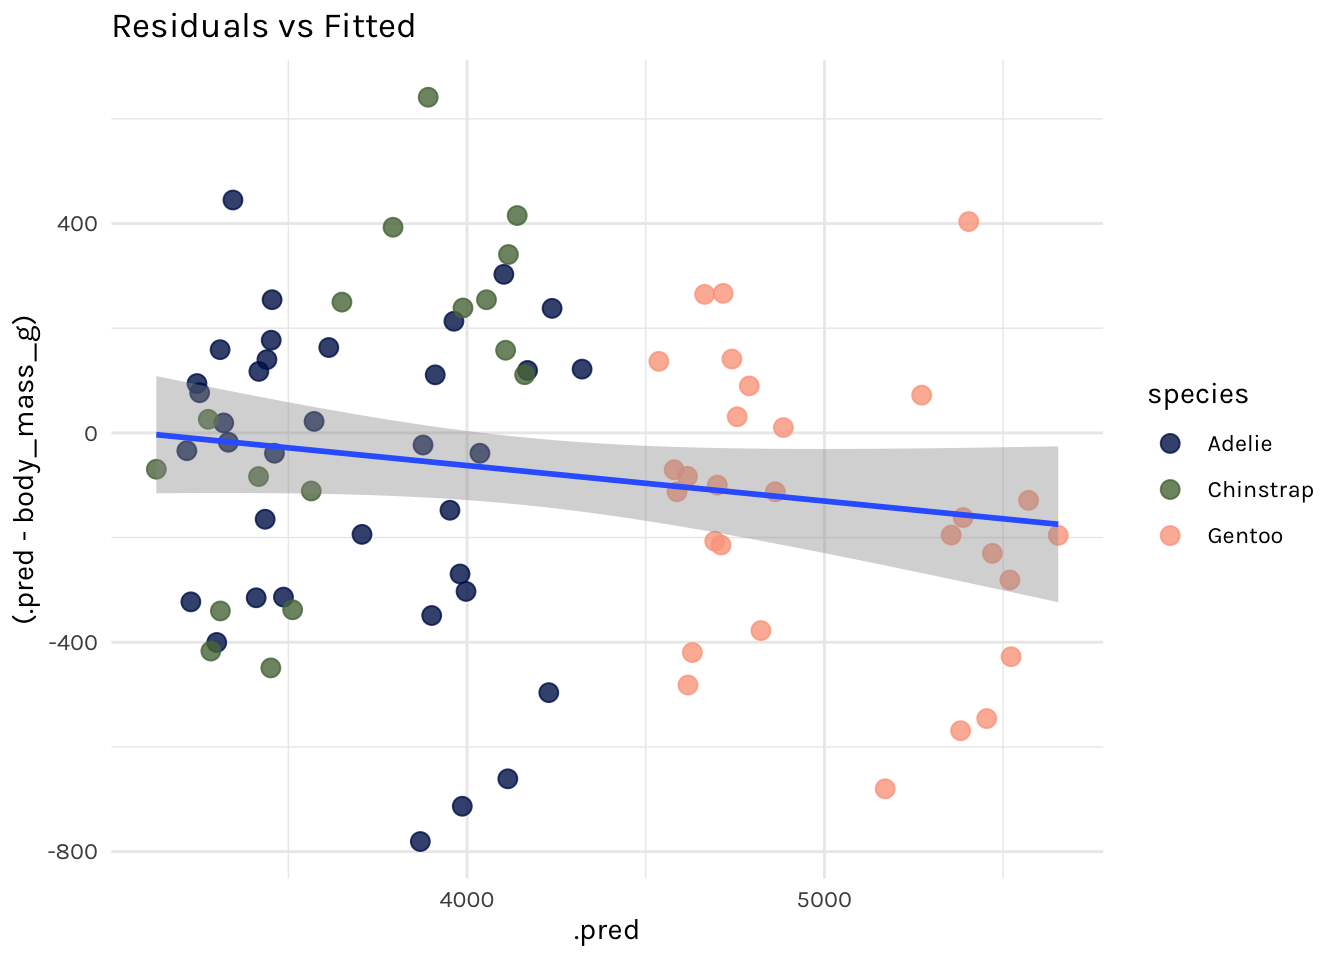 Residuals vs Fitted
(.pred - body_mass_g)
400
0
-400
-800
4000
5000
.pred
species
Adelie
Chinstrap
Gentoo